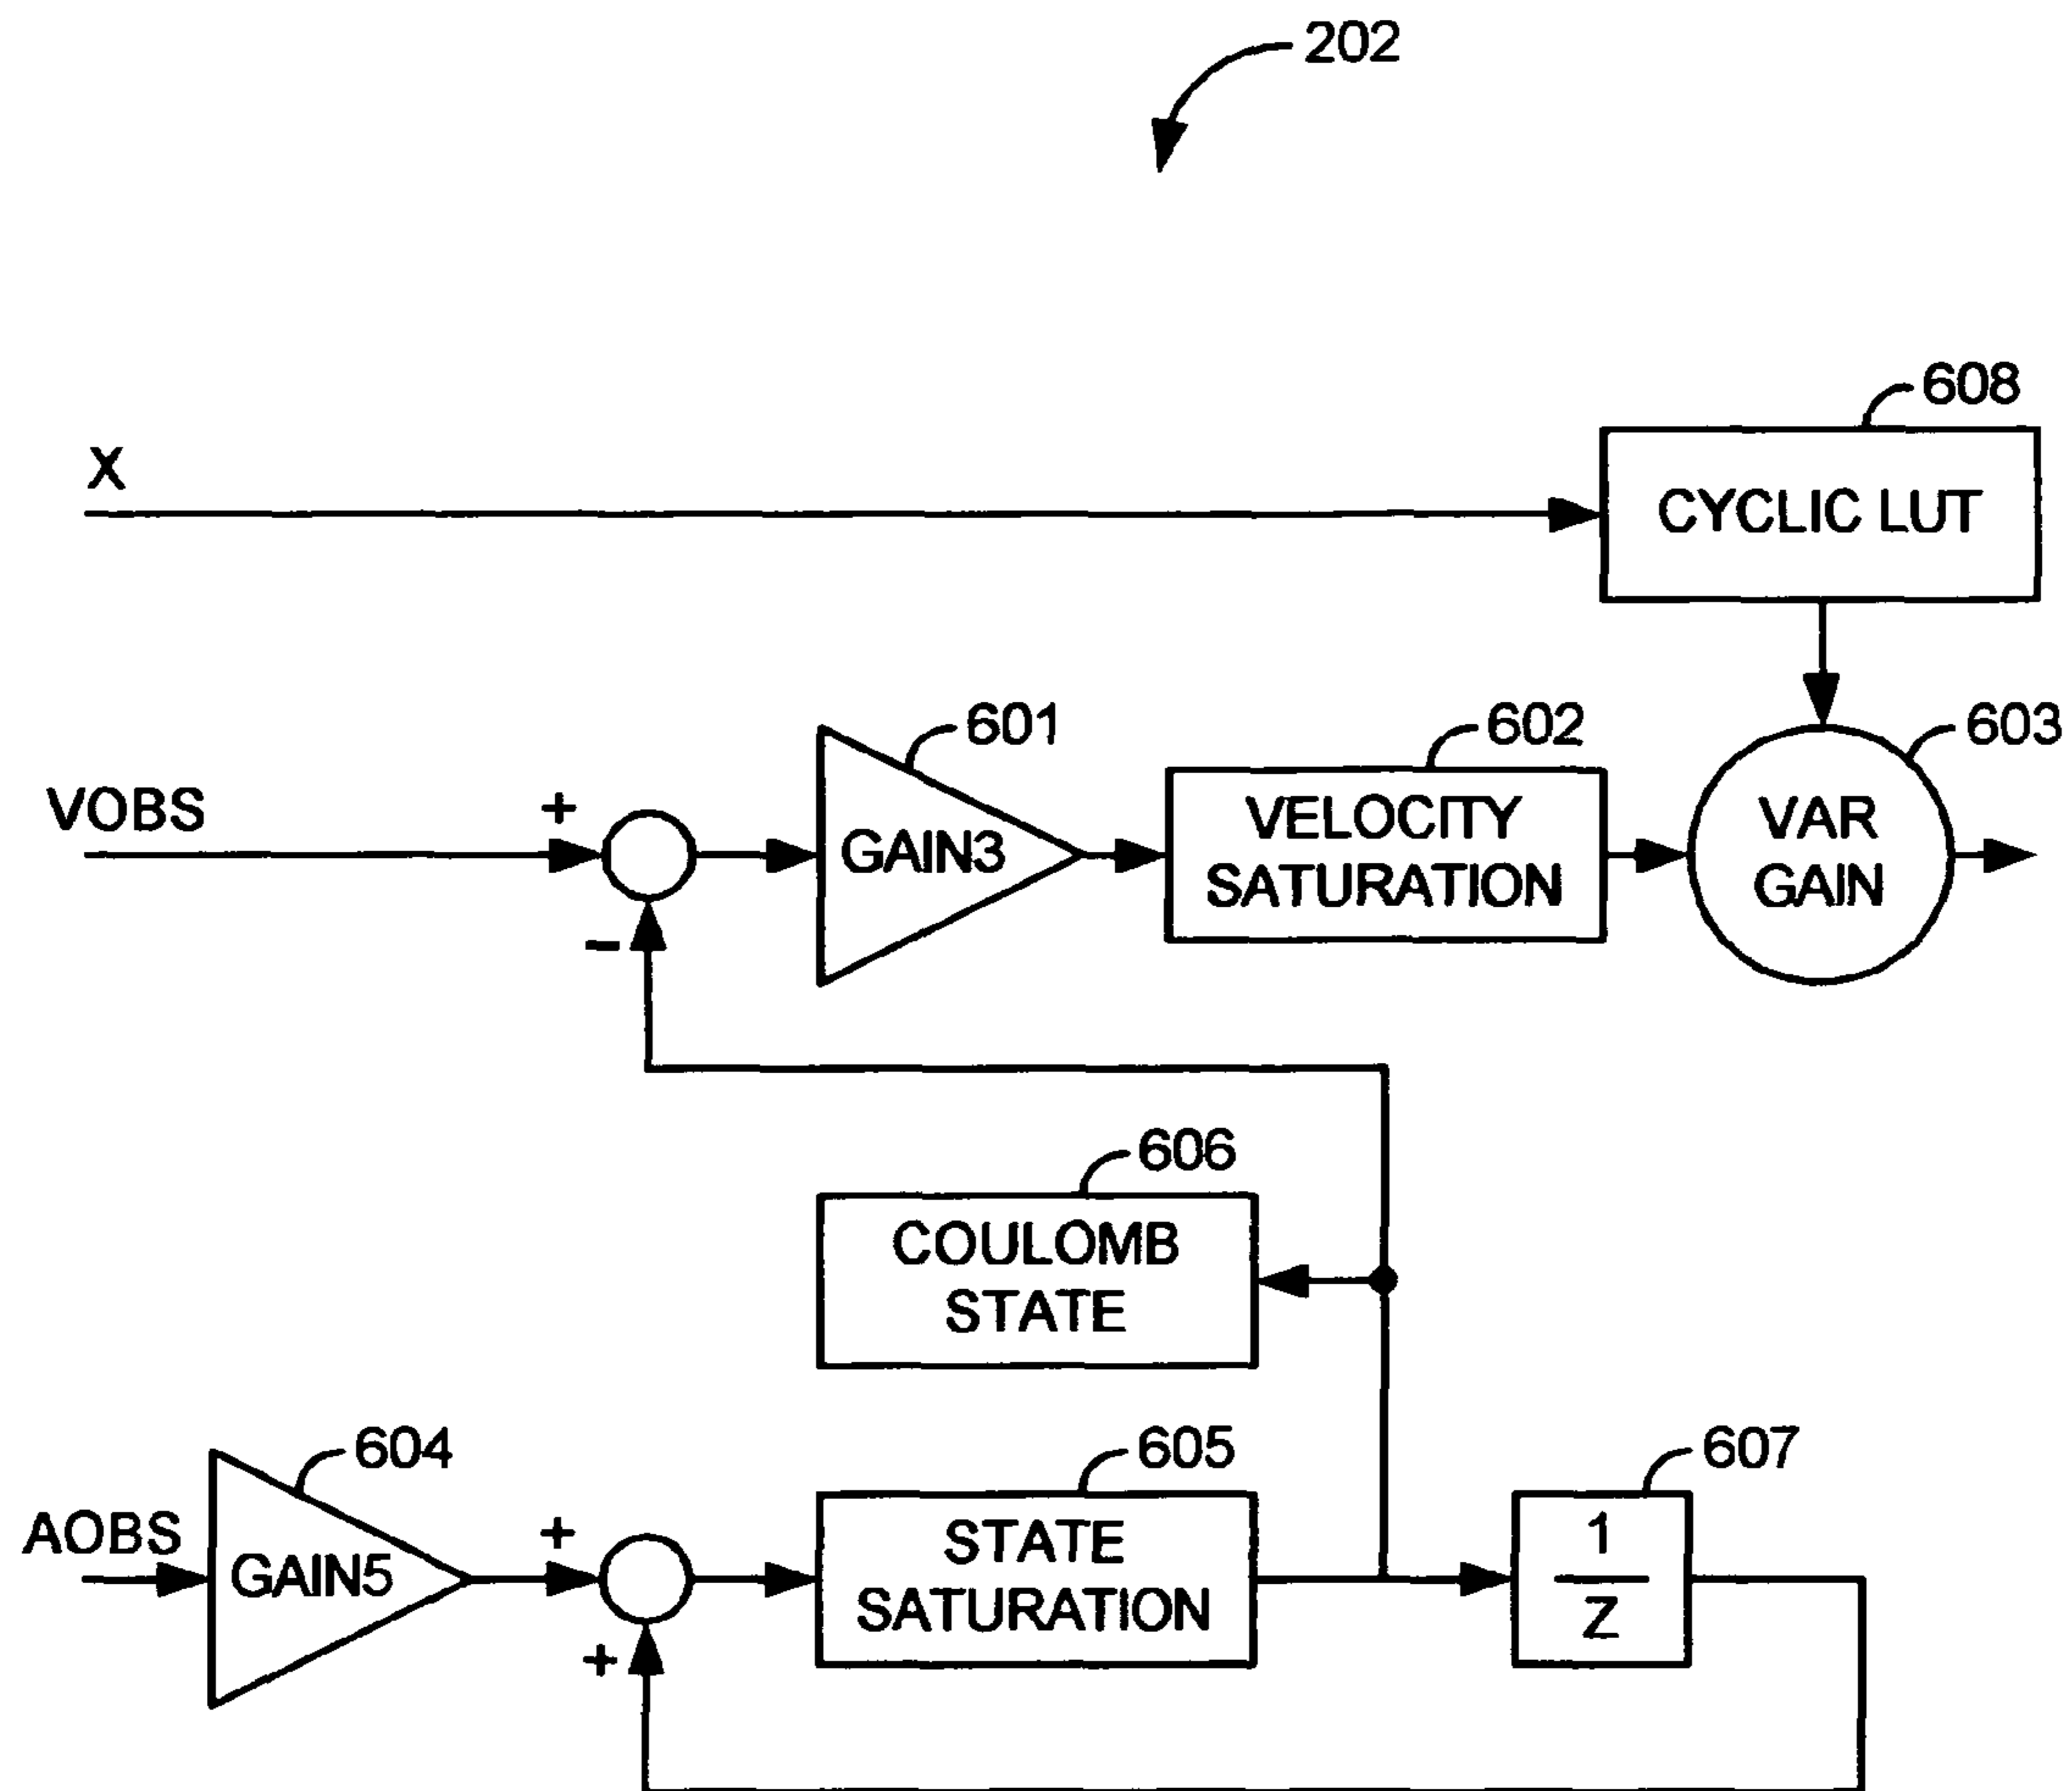 202
608
X
CYCLIC LUT
601
602
603
VOBS
+
GAIN3
VELOCITY
SATURATION
VAR
GAIN
−
606
COULOMB
STATE
604
605
607
AOBS
GAIN5
+
STATE
SATURATION
1
Z
+